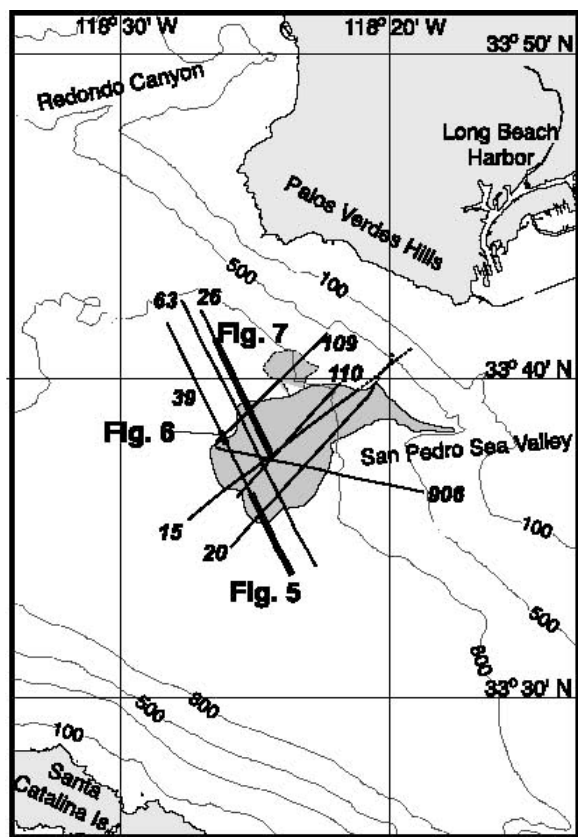 118° 30' W
118° 20' W
33° 50' N
Redondo Canyon
Long Beach
Harbor
Palos Verdes Hills
100
500
63
26
Fig. 7
109
33° 40' N
110
39
Fig. 6
San Pedro Sea Valley
908
15
20
100
Fig. 5
500
800
33° 30' N
800
500
100
Santa
Catalina Is.